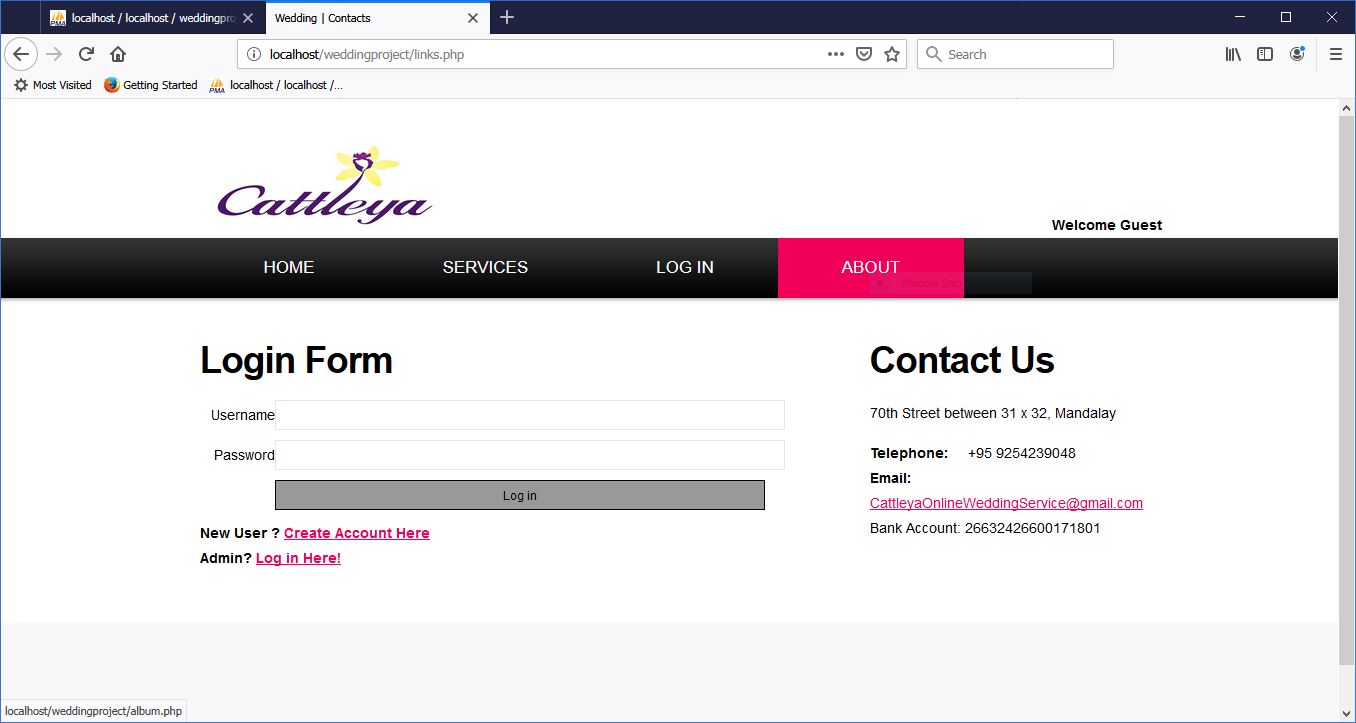 localhost / localhost / weddingpro
Wedding | Contacts
localhost/weddingproject/links.php
Search
Most Visited
Getting Started
PMA
localhost / localhost /...
Cattleya
Welcome Guest
HOME
SERVICES
LOG IN
ABOUT
Window Snip
Login Form
Username
Password
Log in
New User ? Create Account Here
Admin? Log in Here!
Contact Us
70th Street between 31 x 32, Mandalay
Telephone: +95 9254239048
Email:
CattleyaOnlineWeddingService@gmail.com
Bank Account: 26632426600171801
localhost/weddingproject/album.php